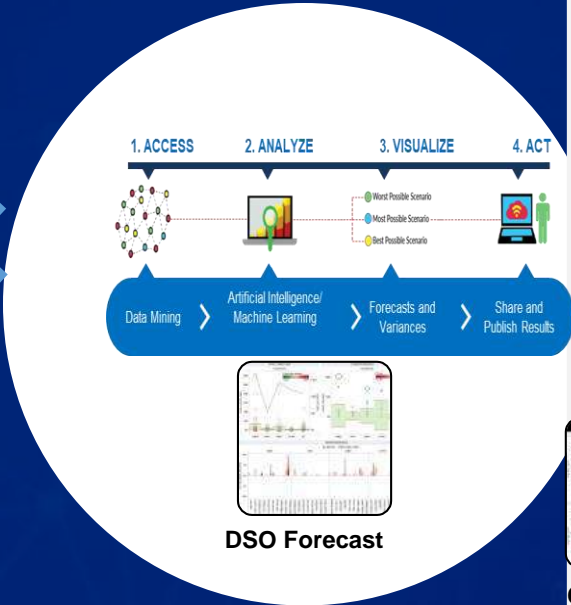 1. ACCESS 2. ANALYZE 3. VISUALIZE 4. ACT
Worst Possible Scenario
Most Possible Scenario
Best Possible Scenario
Data Mining
Artificial Intelligence/
Machine Learning
Forecasts and
Variances
Share and
Publish Results
DSO Forecast